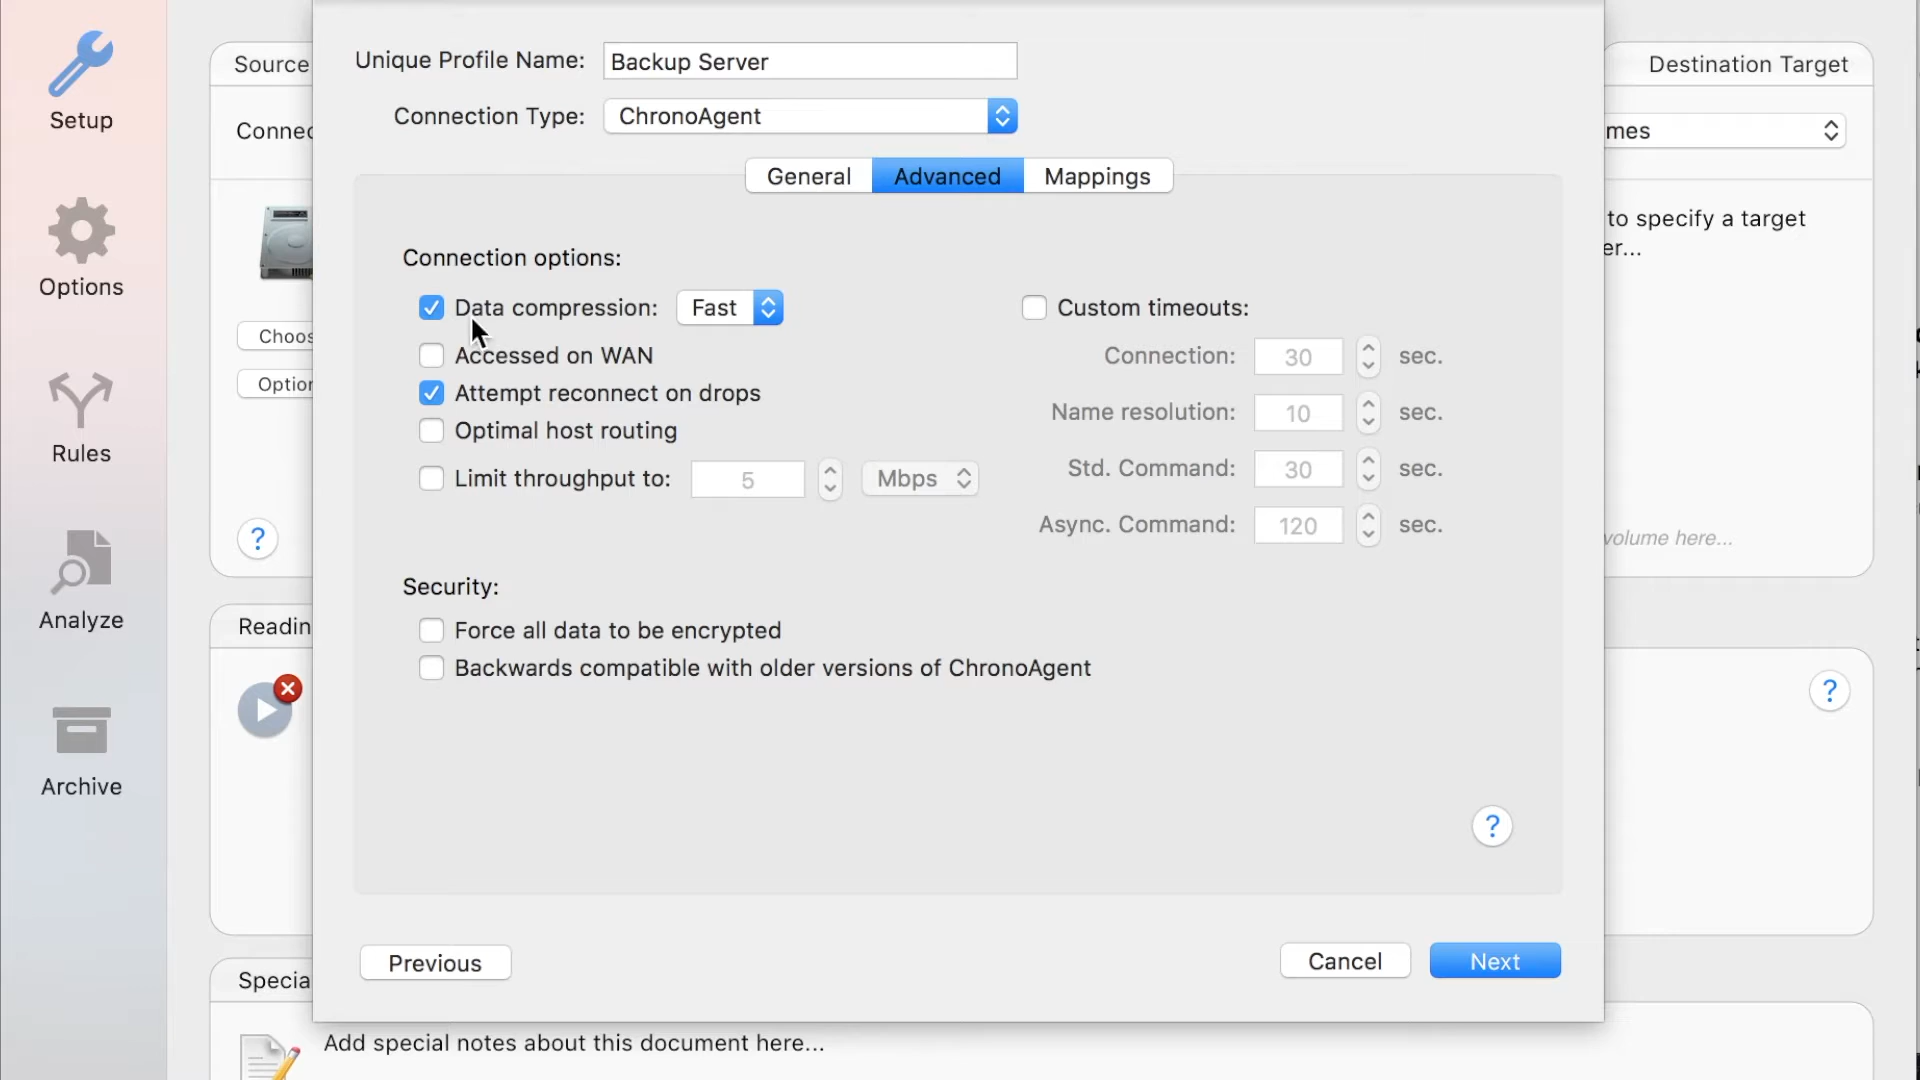 Setup
Options
Rules
Analyze
Archive
Source
Connec
Choos
Option
?
Readin
Specia
Add special notes about this document here...
Unique Profile Name: Backup Server
Connection Type: ChronoAgent
General Advanced Mappings
Connection options:
Data compression: Fast
Accessed on WAN
Attempt reconnect on drops
Optimal host routing
Limit throughput to: 5 Mbps
Custom timeouts:
Connection: 30 sec.
Name resolution: 10 sec.
Std. Command: 30 sec.
Async. Command: 120 sec.
Security:
Force all data to be encrypted
Backwards compatible with older versions of ChronoAgent
?
Previous Cancel Next
Destination Target
mes
to specify a target
er...
volume here...
?